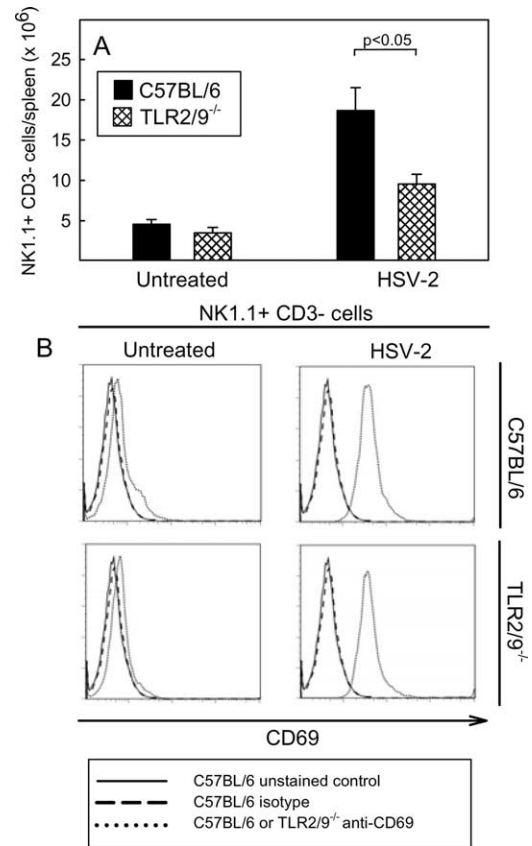 A
NK1.1+ CD3- cells/spleen (x 10⁶)
25
20
15
10
5
C57BL/6
TLR2/9⁻/⁻
p<0.05
Untreated
HSV-2
NK1.1+ CD3- cells
B
Untreated
HSV-2
C57BL/6
TLR2/9⁻/⁻
CD69
C57BL/6 unstained control
C57BL/6 isotype
C57BL/6 or TLR2/9⁻/⁻ anti-CD69